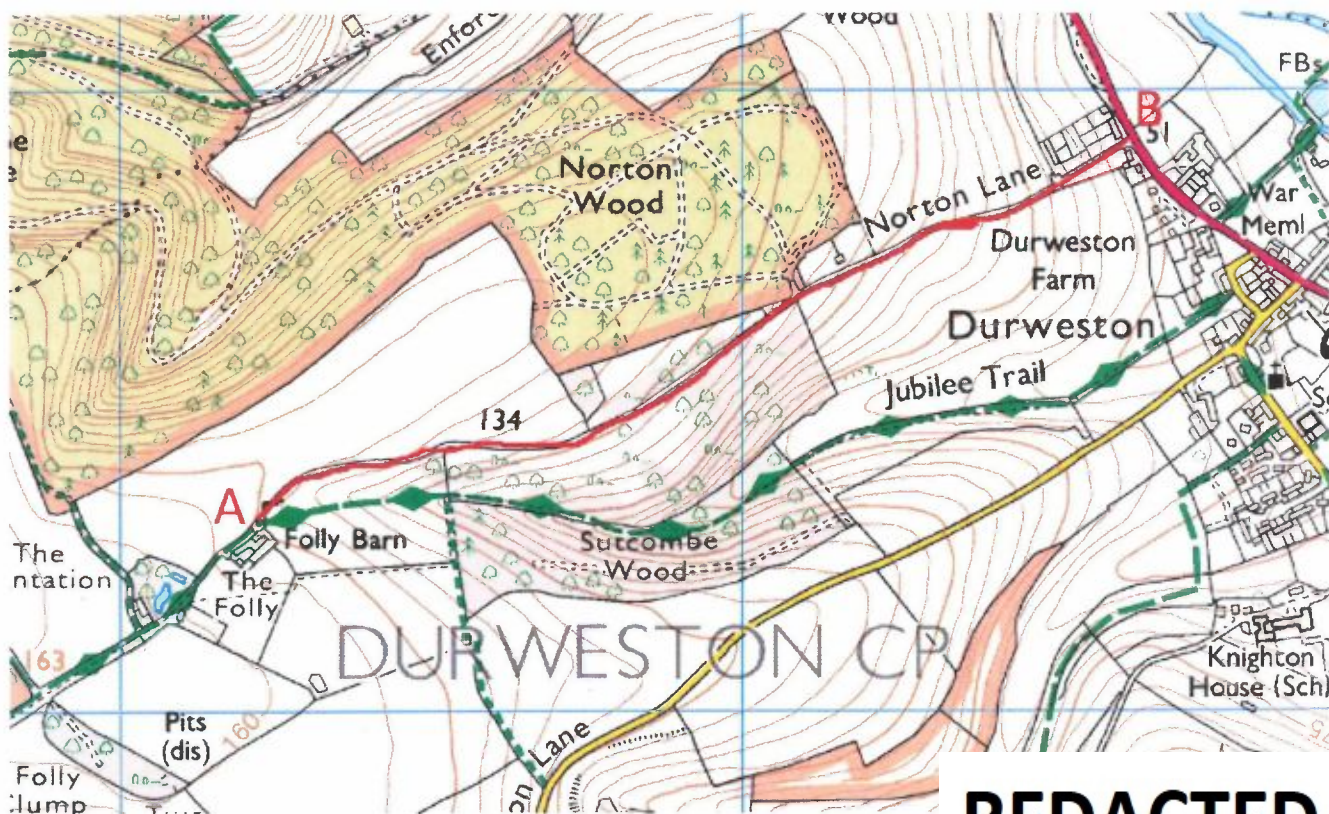 Wood
FBs
B
51
Norton
Wood
Norton Lane
War
Meml
Durweston
Farm
Durweston
Jubilee Trail
134
A
Folly Barn
The
Sutcombe
Wood
The
Folly
DURWESTON CP
163
Knighton
House (Sch)
Pits
(dis)
160
Lane
Folly
REDACTED